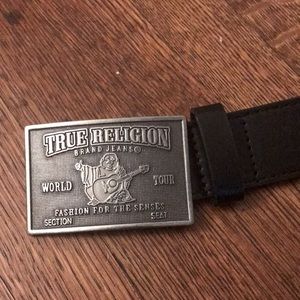 TRUE RELIGION
BRAND JEANS
WORLD TOUR
FASHION FOR THE SENSES
SECTION SEAT